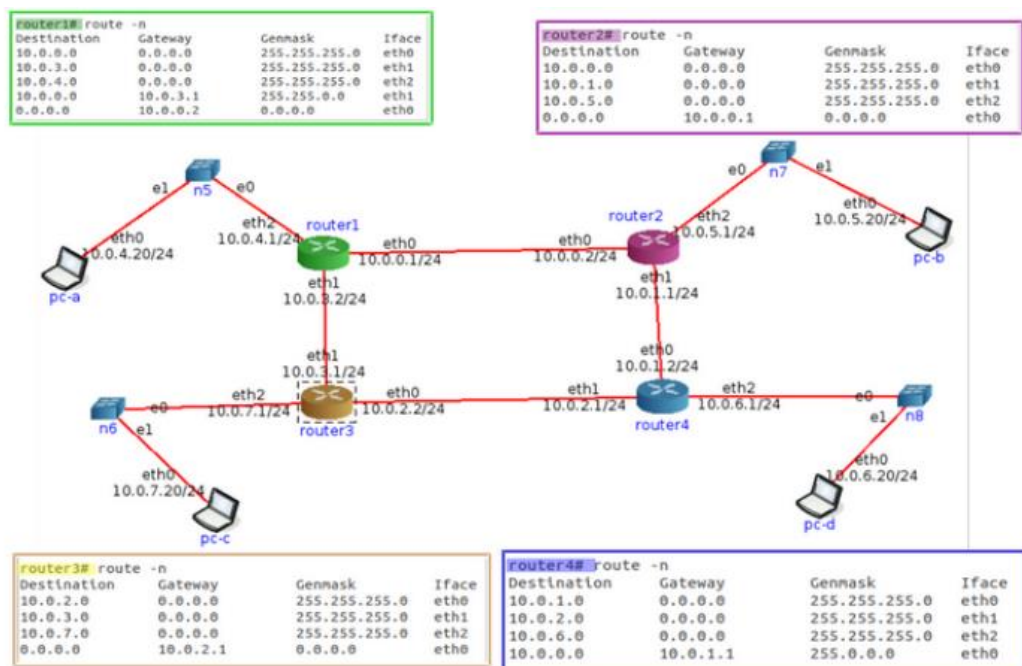 router1# route -n
Destination Gateway Genmask Iface
10.0.0.0 0.0.0.0 255.255.255.0 eth0
10.0.3.0 0.0.0.0 255.255.255.0 eth1
10.0.4.0 0.0.0.0 255.255.255.0 eth2
10.0.0.0 10.0.3.1 255.255.0.0 eth1
0.0.0.0 10.0.0.2 0.0.0.0 eth0
router2# route -n
Destination Gateway Genmask Iface
10.0.0.0 0.0.0.0 255.255.255.0 eth0
10.0.1.0 0.0.0.0 255.255.255.0 eth1
10.0.5.0 0.0.0.0 255.255.255.0 eth2
0.0.0.0 10.0.0.1 0.0.0.0 eth0
e1
n5
e0
eth2
10.0.4.1/24
router1
eth0
10.0.4.20/24
pc-a
eth0
10.0.0.1/24
eth0
10.0.0.2/24
router2
eth2
10.0.5.1/24
e0
n7
e1
eth0
10.0.5.20/24
pc-b
eth1
10.0.3.2/24
eth1
10.0.1.1/24
eth1
10.0.3.1/24
eth0
10.0.1.2/24
n6
e0
e1
eth2
10.0.7.1/24
router3
eth0
10.0.2.2/24
eth1
10.0.2.1/24
router4
eth2
10.0.6.1/24
e0
n8
e1
eth0
10.0.7.20/24
pc-c
eth0
10.0.6.20/24
pc-d
router3# route -n
Destination Gateway Genmask Iface
10.0.2.0 0.0.0.0 255.255.255.0 eth0
10.0.3.0 0.0.0.0 255.255.255.0 eth1
10.0.7.0 0.0.0.0 255.255.255.0 eth2
0.0.0.0 10.0.2.1 0.0.0.0 eth0
router4# route -n
Destination Gateway Genmask Iface
10.0.1.0 0.0.0.0 255.255.255.0 eth0
10.0.2.0 0.0.0.0 255.255.255.0 eth1
10.0.6.0 0.0.0.0 255.255.255.0 eth2
10.0.0.0 10.0.1.1 255.0.0.0 eth0